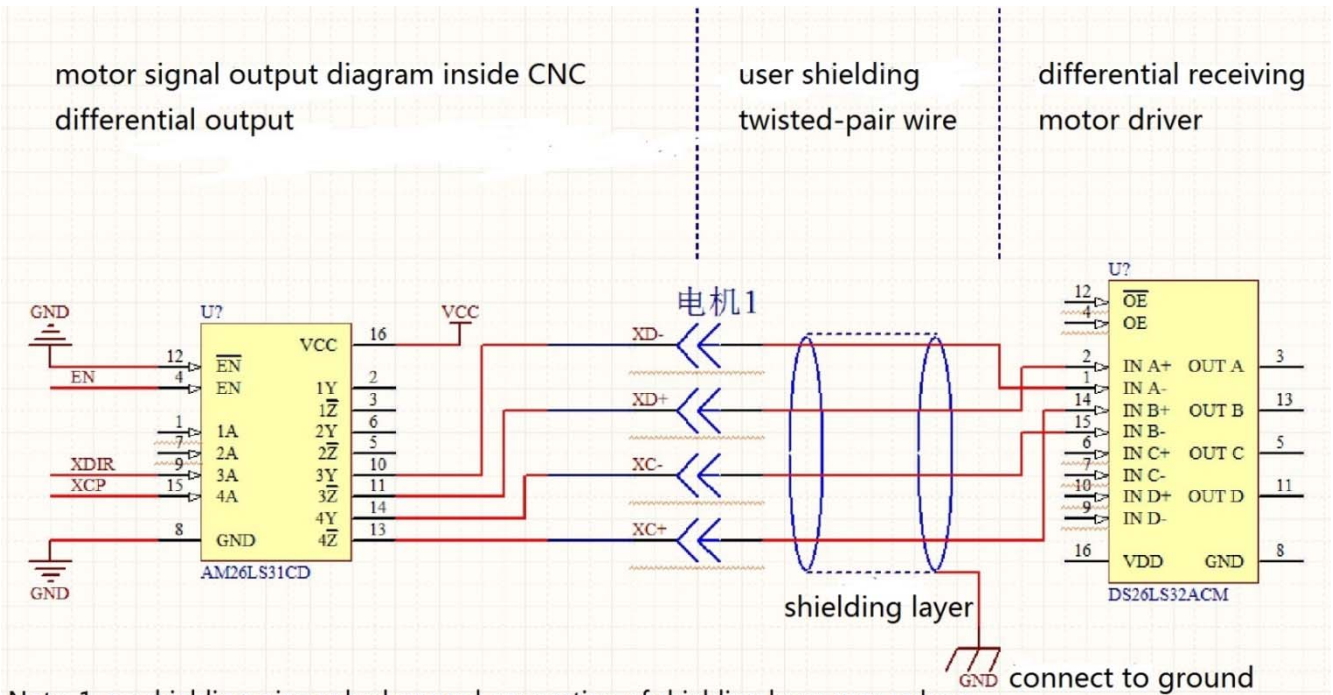 motor signal output diagram inside CNC
differential output
user shielding
twisted-pair wire
differential receiving
motor driver
GND
U?
VCC
电机1
U?
12 EN
EN 4 EN
1 1A
7 2A
XDIR 9 3A
XCP 15 4A
8 GND
GND
VCC 16
1Y 2
1Z 3
2Y 6
2Z 5
3Y 10
3Z 11
4Y 14
4Z 13
AM26LS31CD
XD-
XD+
XC-
XC+
shielding layer
12 OE
4 OE
2 IN A+ OUT A 3
1 IN A-
14 IN B+ OUT B 13
15 IN B-
6 IN C+ OUT C 5
7 IN C-
10 IN D+ OUT D 11
9 IN D-
16 VDD GND 8
DS26LS32ACM
GND connect to ground